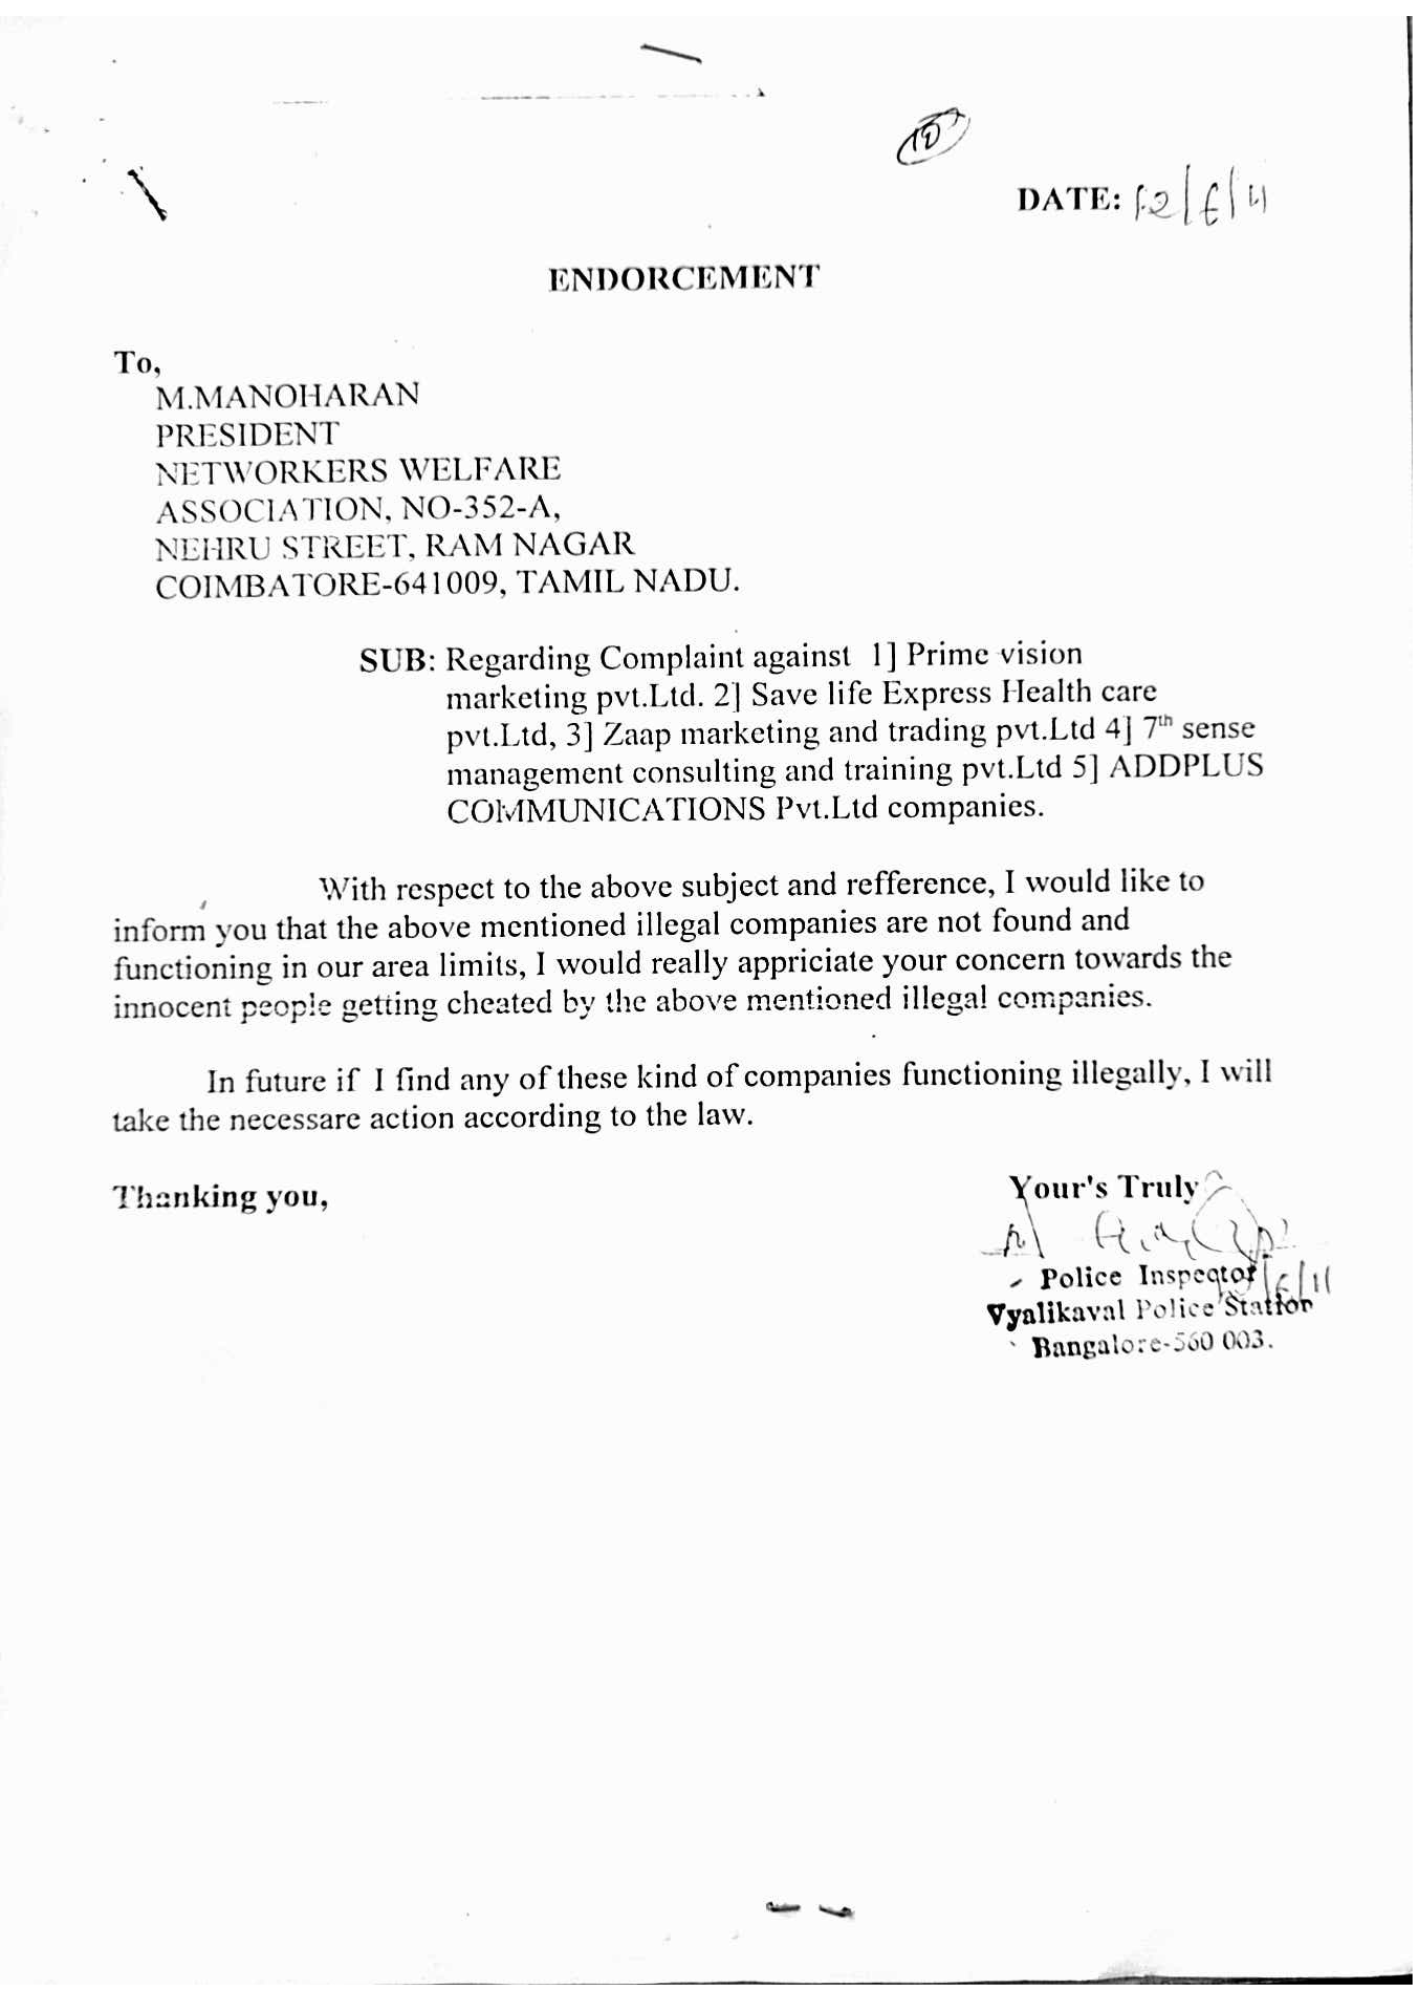 DATE: 12/6/11
ENDORCEMENT
To,
M.MANOHARAN
PRESIDENT
NETWORKERS WELFARE
ASSOCIATION, NO-352-A,
NEHRU STREET, RAM NAGAR
COIMBATORE-641009, TAMIL NADU.
SUB: Regarding Complaint against 1] Prime vision
marketing pvt.Ltd. 2] Save life Express Health care
pvt.Ltd, 3] Zaap marketing and trading pvt.Ltd 4] 7th sense
management consulting and training pvt.Ltd 5] ADDPLUS
COMMUNICATIONS Pvt.Ltd companies.
With respect to the above subject and refference, I would like to
inform you that the above mentioned illegal companies are not found and
functioning in our area limits, I would really appriciate your concern towards the
innocent people getting cheated by the above mentioned illegal companies.
In future if I find any of these kind of companies functioning illegally, I will
take the necessare action according to the law.
Thanking you,
Your's Truly
Police Inspector
Vyalikaval Police Station
Bangalore-560 003.